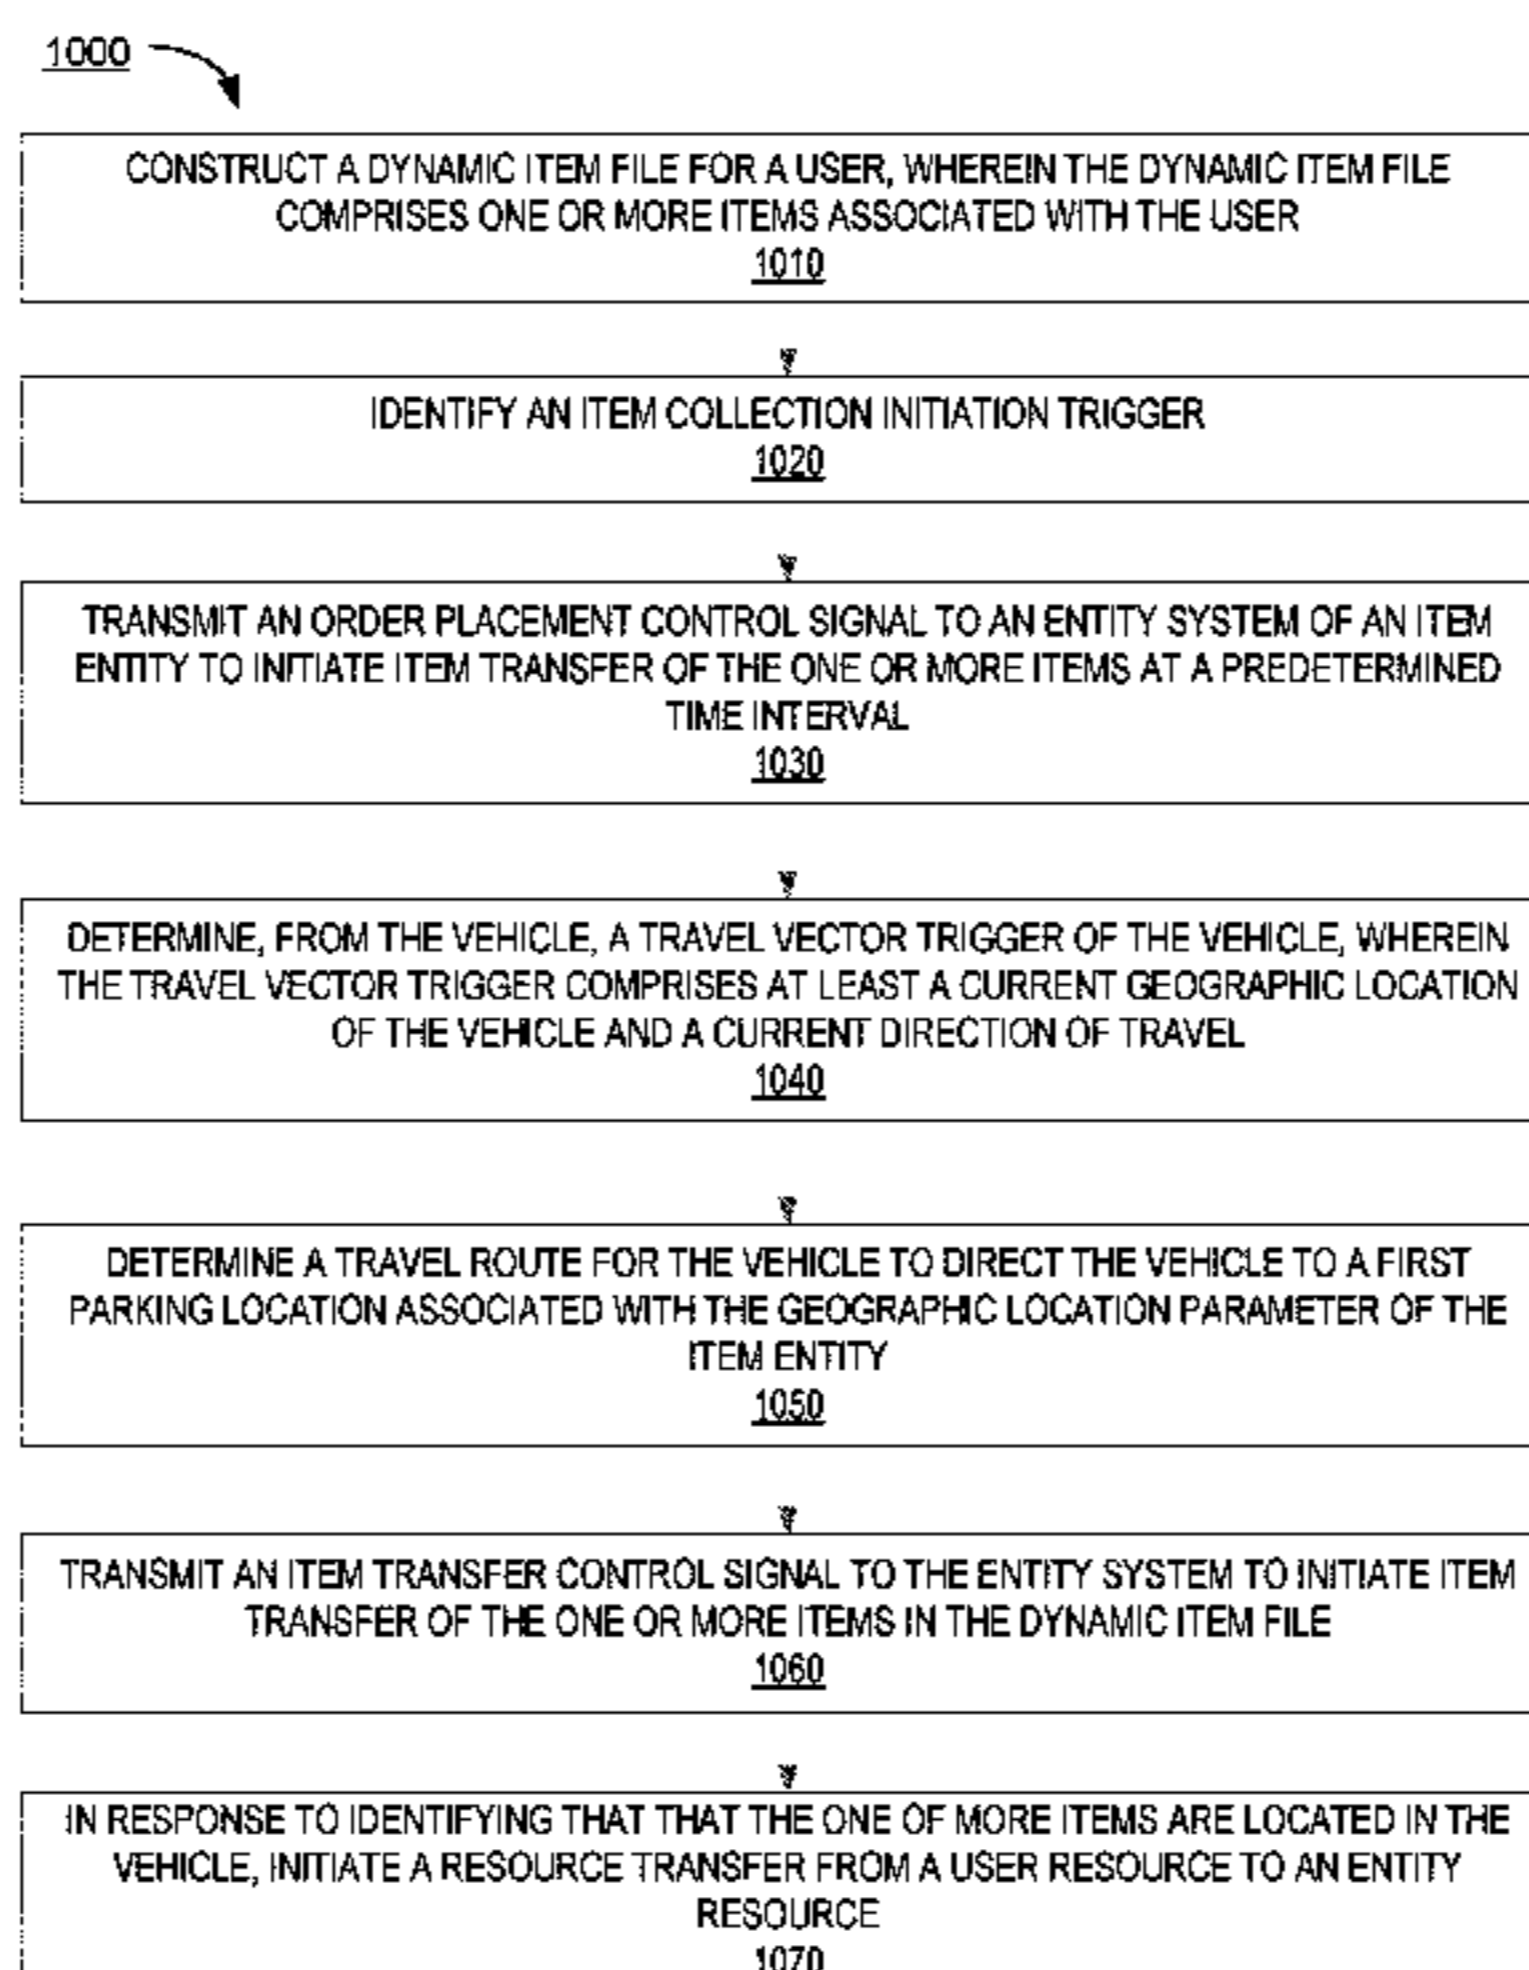 1000
CONSTRUCT A DYNAMIC ITEM FILE FOR A USER, WHEREIN THE DYNAMIC ITEM FILE
COMPRISES ONE OR MORE ITEMS ASSOCIATED WITH THE USER
1010
IDENTIFY AN ITEM COLLECTION INITIATION TRIGGER
1020
TRANSMIT AN ORDER PLACEMENT CONTROL SIGNAL TO AN ENTITY SYSTEM OF AN ITEM
ENTITY TO INITIATE ITEM TRANSFER OF THE ONE OR MORE ITEMS AT A PREDETERMINED
TIME INTERVAL
1030
DETERMINE, FROM THE VEHICLE, A TRAVEL VECTOR TRIGGER OF THE VEHICLE, WHEREIN
THE TRAVEL VECTOR TRIGGER COMPRISES AT LEAST A CURRENT GEOGRAPHIC LOCATION
OF THE VEHICLE AND A CURRENT DIRECTION OF TRAVEL
1040
DETERMINE A TRAVEL ROUTE FOR THE VEHICLE TO DIRECT THE VEHICLE TO A FIRST
PARKING LOCATION ASSOCIATED WITH THE GEOGRAPHIC LOCATION PARAMETER OF THE
ITEM ENTITY
1050
TRANSMIT AN ITEM TRANSFER CONTROL SIGNAL TO THE ENTITY SYSTEM TO INITIATE ITEM
TRANSFER OF THE ONE OR MORE ITEMS IN THE DYNAMIC ITEM FILE
1060
IN RESPONSE TO IDENTIFYING THAT THAT THE ONE OF MORE ITEMS ARE LOCATED IN THE
VEHICLE, INITIATE A RESOURCE TRANSFER FROM A USER RESOURCE TO AN ENTITY
RESOURCE
1070